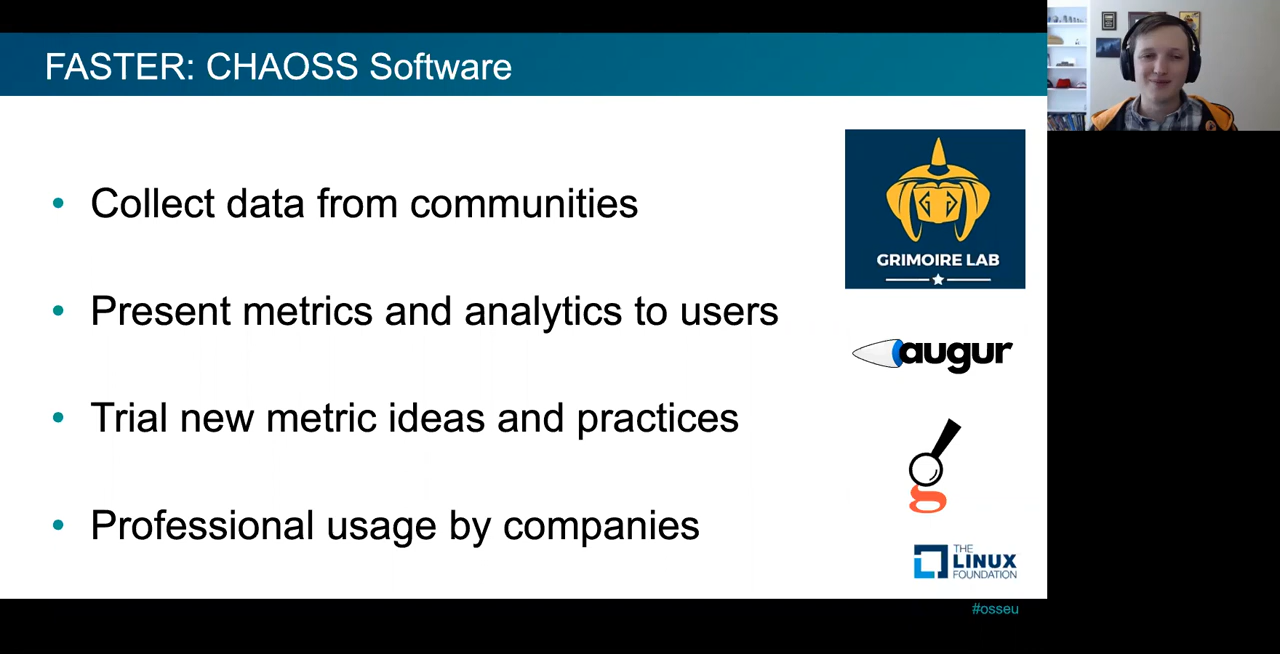 FASTER: CHAOSS Software
Collect data from communities
Present metrics and analytics to users
Trial new metric ideas and practices
Professional usage by companies
GRIMOIRE LAB
augur
g
THE
LINUX
FOUNDATION
#osseu